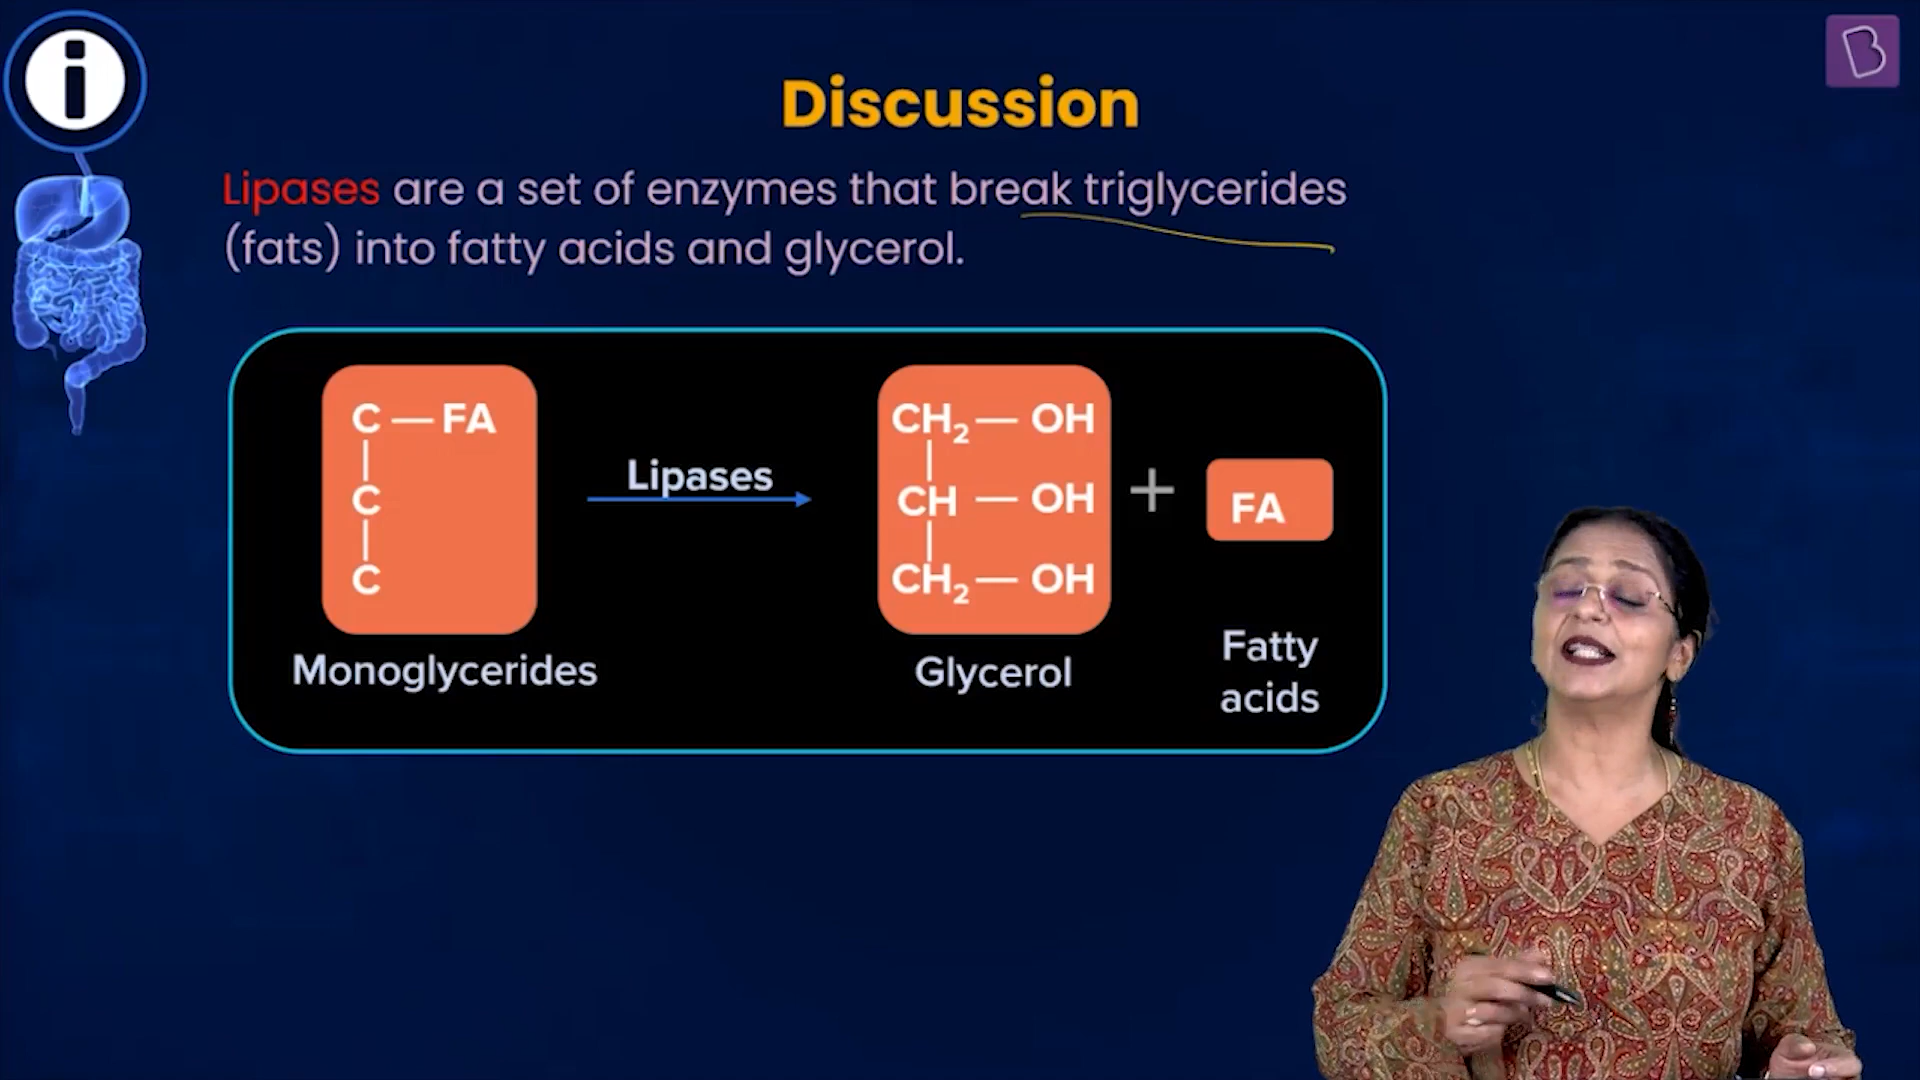 Discussion
Lipases are a set of enzymes that break triglycerides
(fats) into fatty acids and glycerol.
C — FA
C
C
Monoglycerides
Lipases
CH₂ — OH
CH — OH
CH₂ — OH
Glycerol
+
FA
Fatty
acids
B